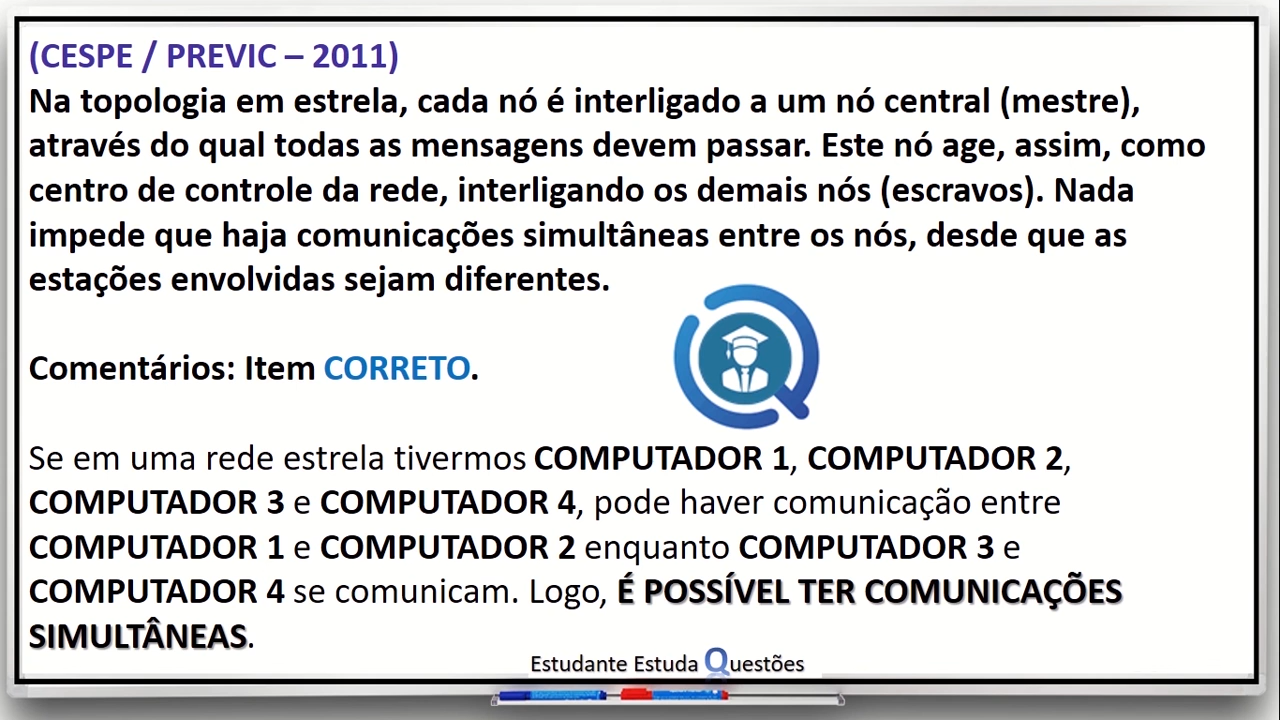 (CESPE / PREVIC – 2011)
Na topologia em estrela, cada nó é interligado a um nó central (mestre),
através do qual todas as mensagens devem passar. Este nó age, assim, como
centro de controle da rede, interligando os demais nós (escravos). Nada
impede que haja comunicações simultâneas entre os nós, desde que as
estações envolvidas sejam diferentes.
Comentários: Item CORRETO.
Se em uma rede estrela tivermos COMPUTADOR 1, COMPUTADOR 2,
COMPUTADOR 3 e COMPUTADOR 4, pode haver comunicação entre
COMPUTADOR 1 e COMPUTADOR 2 enquanto COMPUTADOR 3 e
COMPUTADOR 4 se comunicam. Logo, É POSSÍVEL TER COMUNICAÇÕES
SIMULTÂNEAS.
Estudante Estuda Questões